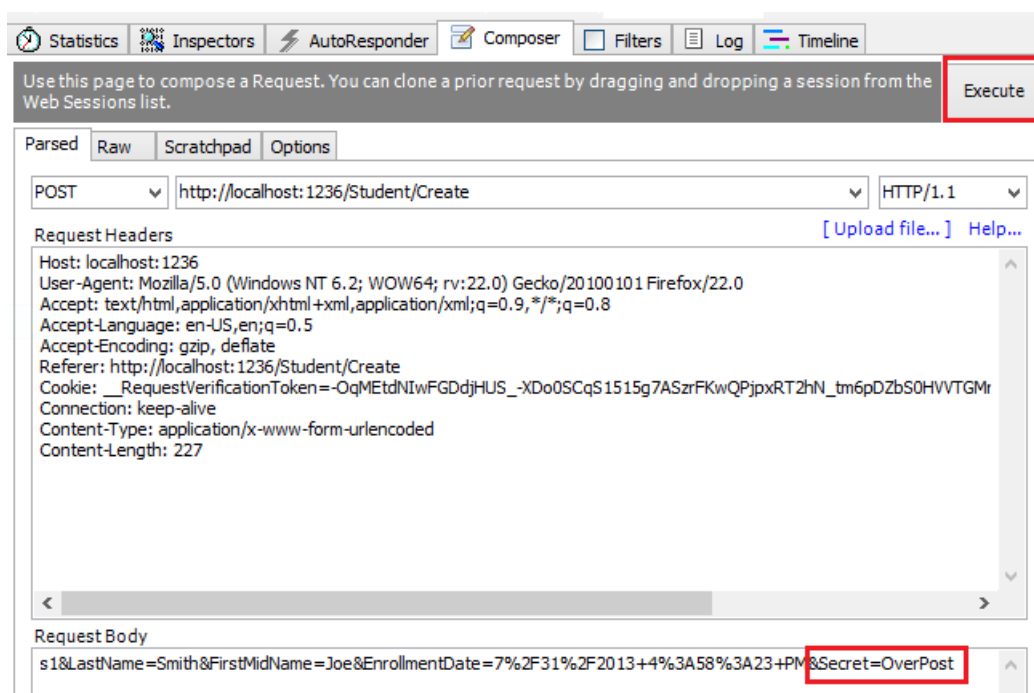 Statistics Inspectors AutoResponder Composer Filters Log Timeline
Use this page to compose a Request. You can clone a prior request by dragging and dropping a session from the
Web Sessions list.
Execute
Parsed Raw Scratchpad Options
POST http://localhost:1236/Student/Create HTTP/1.1
Request Headers [ Upload file... ] Help...
Host: localhost:1236
User-Agent: Mozilla/5.0 (Windows NT 6.2; WOW64; rv:22.0) Gecko/20100101 Firefox/22.0
Accept: text/html,application/xhtml+xml,application/xml;q=0.9,*/*;q=0.8
Accept-Language: en-US,en;q=0.5
Accept-Encoding: gzip, deflate
Referer: http://localhost:1236/Student/Create
Cookie: __RequestVerificationToken=-OqMEtdNIwFGDdjHUS_-XDo0SCqS1515g7ASzrFKwQPjpxRT2hN_tm6pDZbS0HVVTGMr
Connection: keep-alive
Content-Type: application/x-www-form-urlencoded
Content-Length: 227
Request Body
s1&LastName=Smith&FirstMidName=Joe&EnrollmentDate=7%2F31%2F2013+4%3A58%3A23+PM&Secret=OverPost